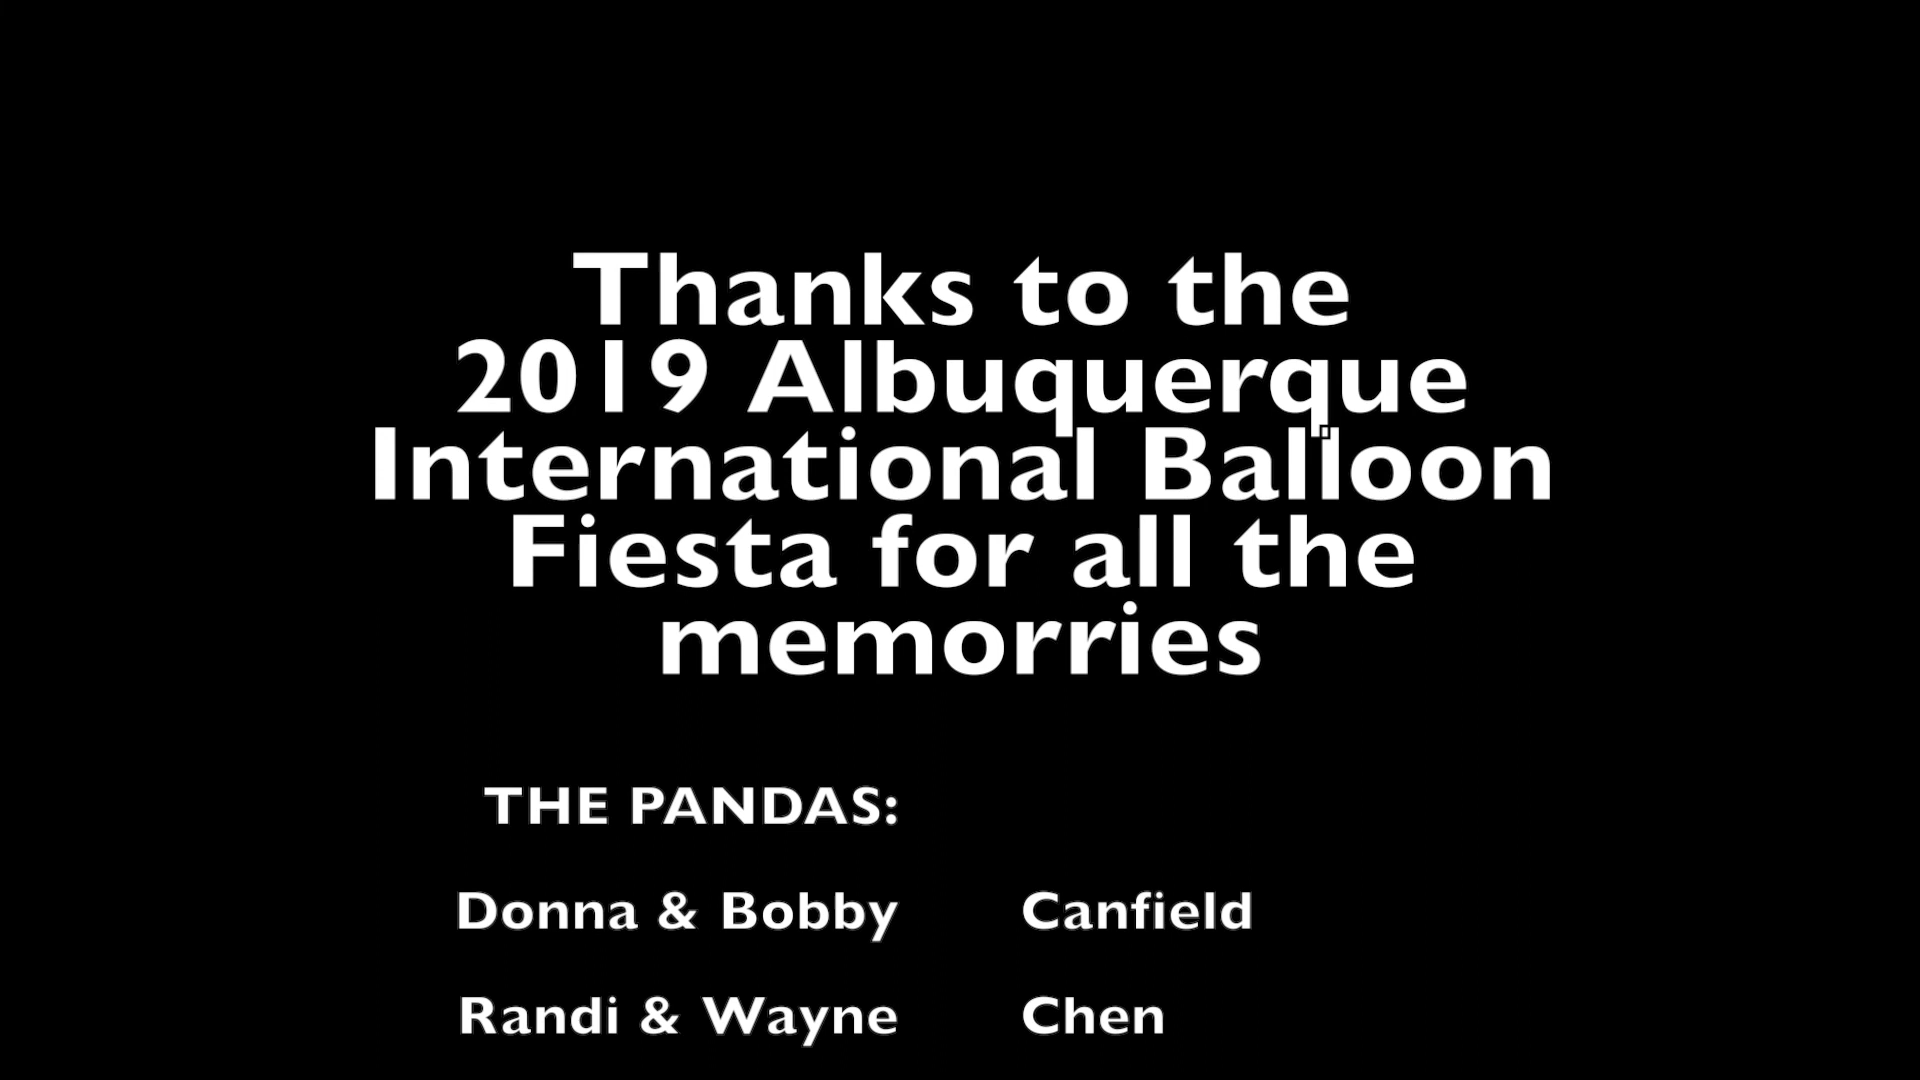 Thanks to the
2019 Albuquerque
International Balloon
Fiesta for all the
memorries
THE PANDAS:
Donna & Bobby Canfield
Randi & Wayne Chen